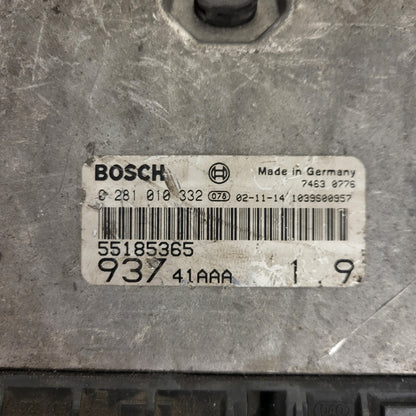 BOSCH Made in Germany
7463 0776
0 281 010 332 078 02-11-14 1039S00957
55185365
937 41AAA 1 9